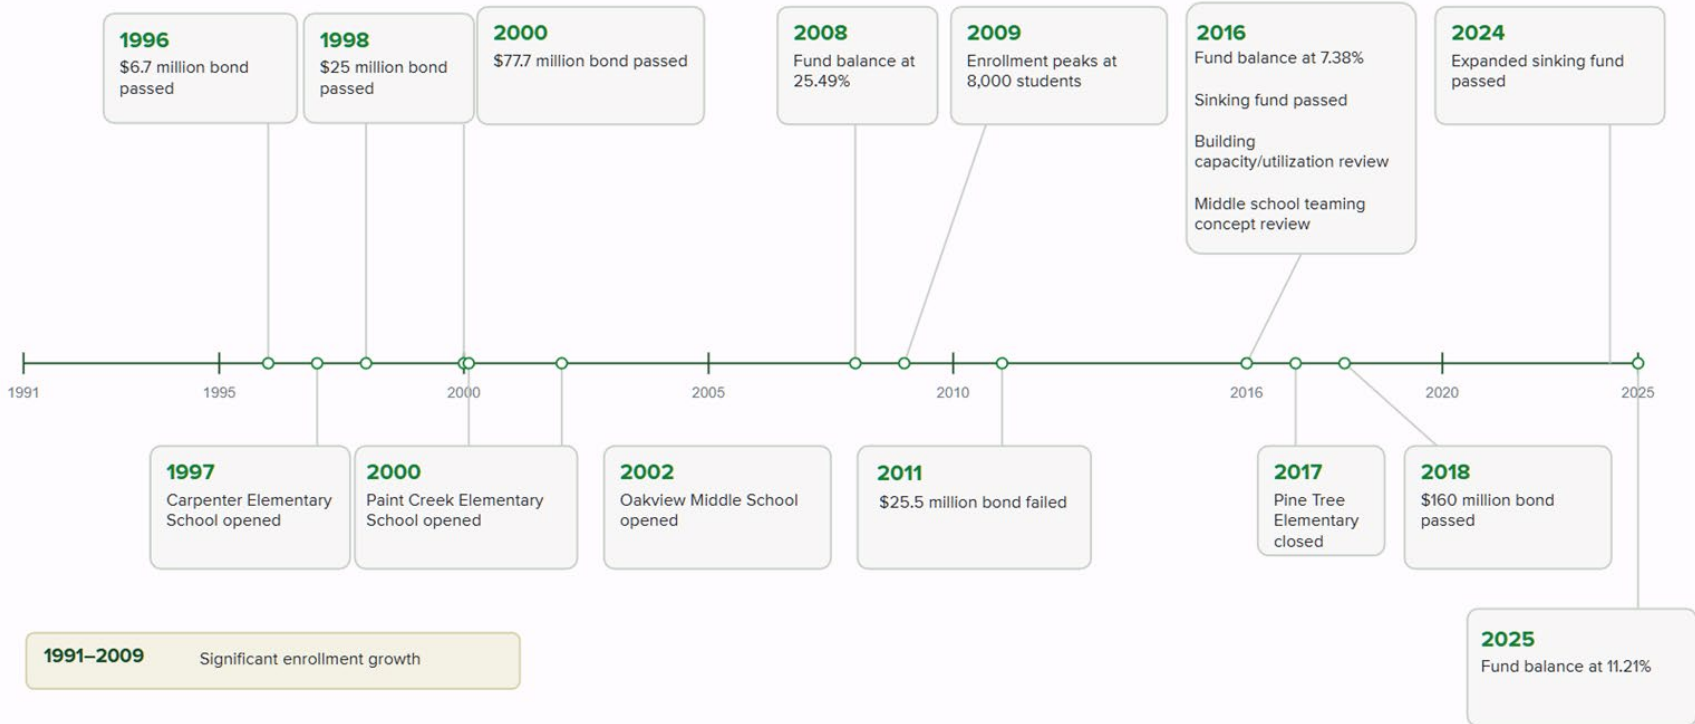 1996
$6.7 million bond
passed
1998
$25 million bond
passed
2000
$77.7 million bond passed
2008
Fund balance at
25.49%
2009
Enrollment peaks at
8,000 students
2016
Fund balance at 7.38%
Sinking fund passed
Building
capacity/utilization review
Middle school teaming
concept review
2024
Expanded sinking fund
passed
1991
1995
2000
2005
2010
2016
2020
2025
1997
Carpenter Elementary
School opened
2000
Paint Creek Elementary
School opened
2002
Oakview Middle School
opened
2011
$25.5 million bond failed
2017
Pine Tree
Elementary
closed
2018
$160 million bond
passed
2025
Fund balance at 11.21%
1991–2009 Significant enrollment growth